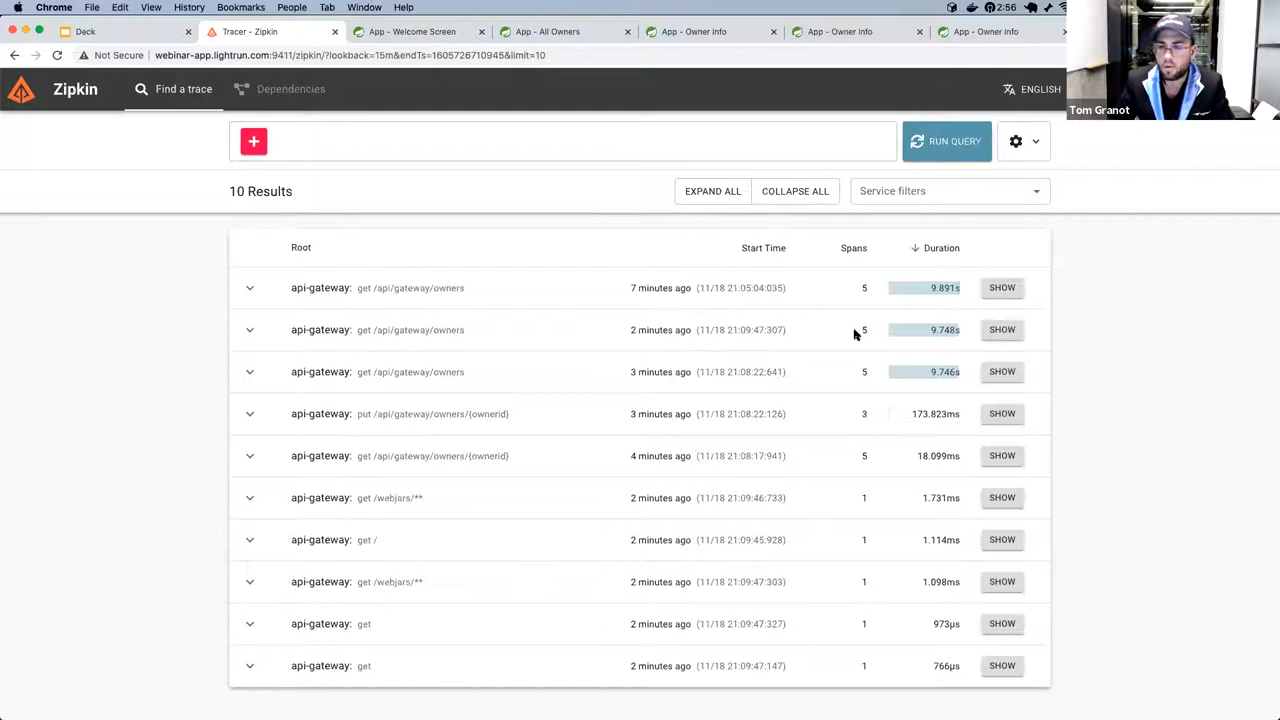 Chrome File Edit View History Bookmarks People Tab Window Help 2:56
Deck Tracer - Zipkin App - Welcome Screen App - All Owners App - Owner Info App - Owner Info App - Owner Info
Not Secure webinar-app.lightrun.com:9411/zipkin/?lookback=15m&endTs=1605726710945&limit=10
Zipkin Find a trace Dependencies ENGLISH
Tom Granot
RUN QUERY
10 Results EXPAND ALL COLLAPSE ALL Service filters
Root Start Time Spans Duration
api-gateway: get /api/gateway/owners 7 minutes ago (11/18 21:05:04:035) 5 9.891s SHOW
api-gateway: get /api/gateway/owners 2 minutes ago (11/18 21:09:47:307) 5 9.748s SHOW
api-gateway: get /api/gateway/owners 3 minutes ago (11/18 21:08:22:641) 5 9.746s SHOW
api-gateway: put /api/gateway/owners/{ownerid} 3 minutes ago (11/18 21:08:22:126) 3 173.823ms SHOW
api-gateway: get /api/gateway/owners/{ownerid} 4 minutes ago (11/18 21:08:17:941) 5 18.099ms SHOW
api-gateway: get /webjars/** 2 minutes ago (11/18 21:09:46:733) 1 1.731ms SHOW
api-gateway: get / 2 minutes ago (11/18 21:09:45:928) 1 1.114ms SHOW
api-gateway: get /webjars/** 2 minutes ago (11/18 21:09:47:303) 1 1.098ms SHOW
api-gateway: get 2 minutes ago (11/18 21:09:47:327) 1 973µs SHOW
api-gateway: get 2 minutes ago (11/18 21:09:47:147) 1 766µs SHOW